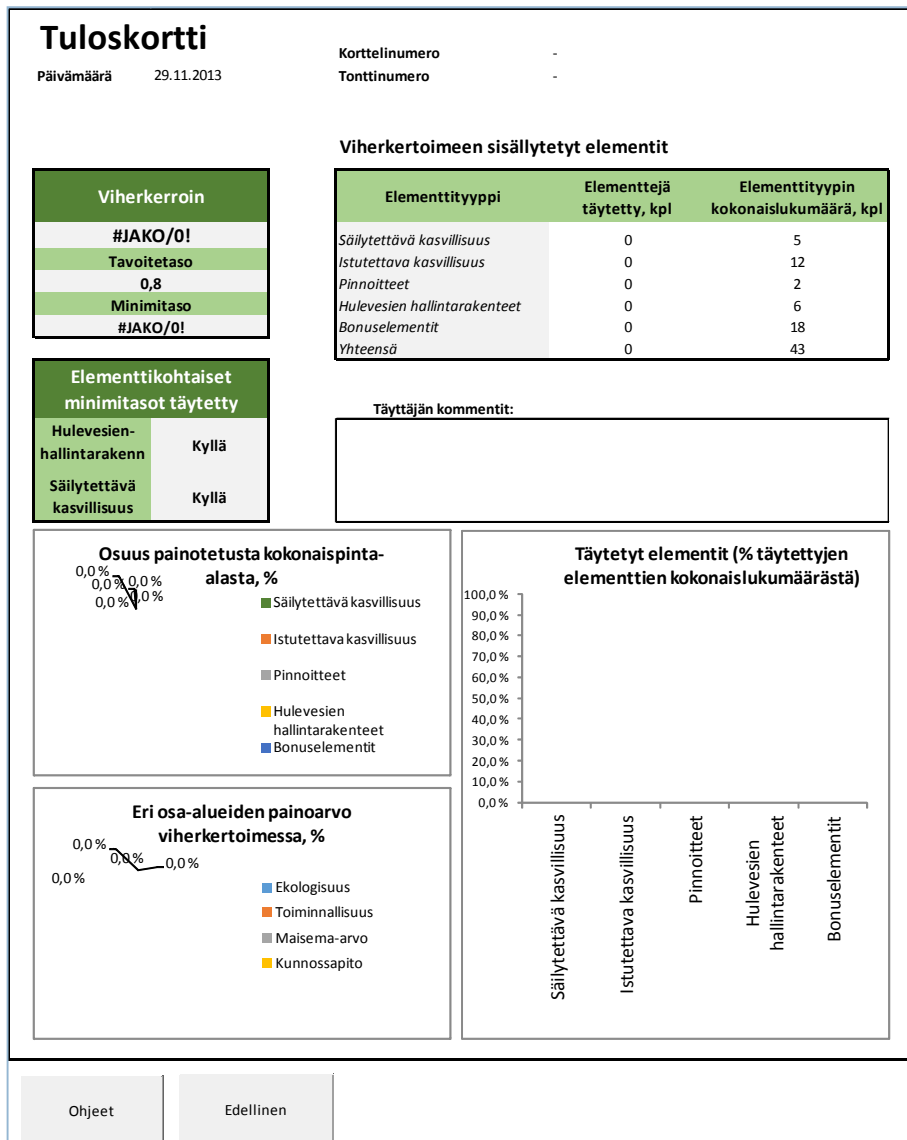 Tuloskortti
Päivämäärä 29.11.2013
Korttelinumero -
Tonttinumero -
Viherkertoimeen sisällytetyt elementit
Viherkerroin
#JAKO/0!
Tavoitetaso
0,8
Minimitaso
#JAKO/0!
Elementtityyppi Elementtejä täytetty, kpl Elementtityypin kokonaislukumäärä, kpl
Säilytettävä kasvillisuus 0 5
Istutettava kasvillisuus 0 12
Pinnoitteet 0 2
Hulevesien hallintarakenteet 0 6
Bonuselementit 0 18
Yhteensä 0 43
Elementtikohtaiset
minimitasot täytetty
Hulevesien-
hallintarakenn Kyllä
Säilytettävä
kasvillisuus Kyllä
Täyttäjän kommentit:
Osuus painotetusta kokonaispinta-
alasta, %
0,0 %
0,0 % 0,0 %
0,0 % 0,0 %
Säilytettävä kasvillisuus
Istutettava kasvillisuus
Pinnoitteet
Hulevesien
hallintarakenteet
Bonuselementit
Eri osa-alueiden painoarvo
viherkertoimessa, %
0,0 %
0,0 % 0,0 %
0,0 %
Ekologisuus
Toiminnallisuus
Maisema-arvo
Kunnossapito
Täytetyt elementit (% täytettyjen
elementtien kokonaislukumäärästä)
100,0 %
90,0 %
80,0 %
70,0 %
60,0 %
50,0 %
40,0 %
30,0 %
20,0 %
10,0 %
0,0 %
Säilytettävä kasvillisuus
Istutettava kasvillisuus
Pinnoitteet
Hulevesien
hallintarakenteet
Bonuselementit
Ohjeet
Edellinen